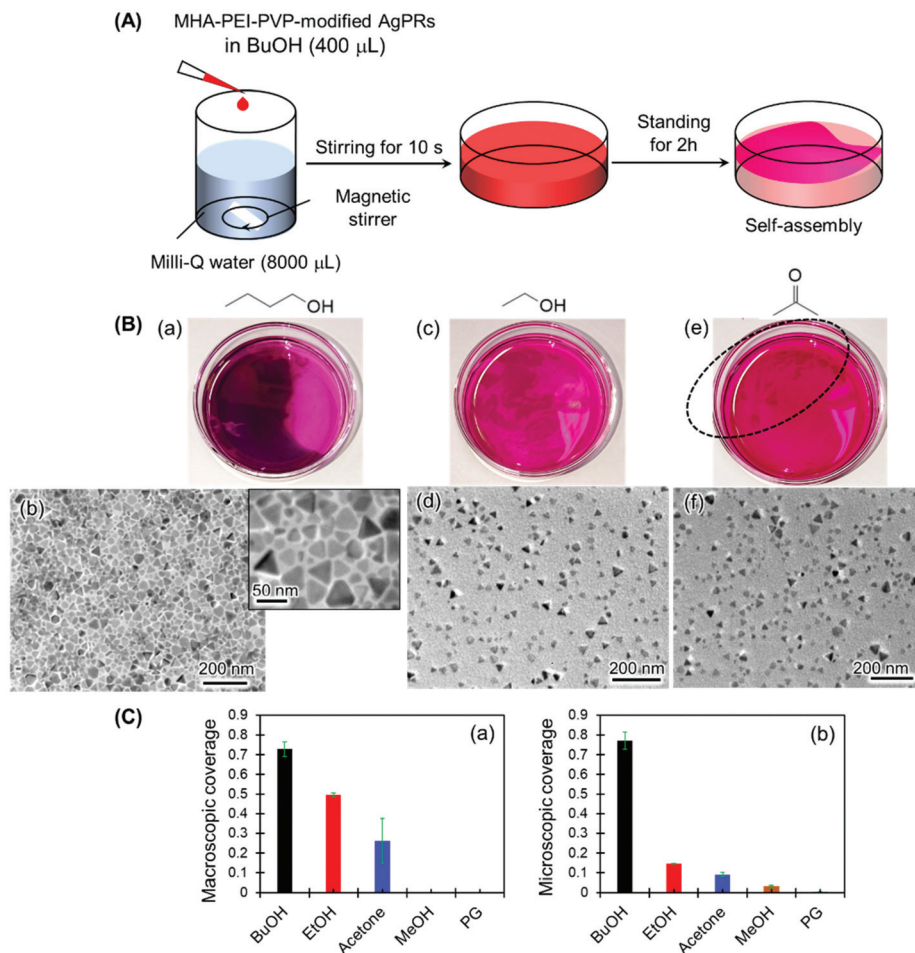 (A)
MHA-PEI-PVP-modified AgPRs
in BuOH (400 μL)
Stirring for 10 s
Magnetic
stirrer
Milli-Q water (8000 μL)
Standing
for 2h
Self-assembly
(B)
(a)
OH
(c)
OH
(e)
O
(b)
200 nm
50 nm
(d)
200 nm
(f)
200 nm
(C)
Macroscopic coverage
(a)
0.9
0.8
0.7
0.6
0.5
0.4
0.3
0.2
0.1
0
BuOH
EtOH
Acetone
MeOH
PG
Microscopic coverage
(b)
0.9
0.8
0.7
0.6
0.5
0.4
0.3
0.2
0.1
0
BuOH
EtOH
Acetone
MeOH
PG